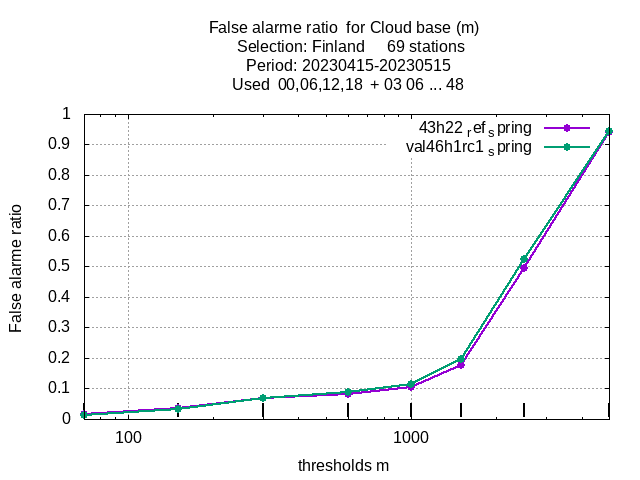 False alarme ratio  for Cloud base (m)
Selection: Finland     69 stations
Period: 20230415-20230515
Used  00,06,12,18  + 03 06 ... 48
43h22 ref spring
val46h1rc1 spring
1
0.9
0.8
0.7
0.6
0.5
0.4
0.3
0.2
0.1
0
False alarme ratio
100
1000
thresholds m